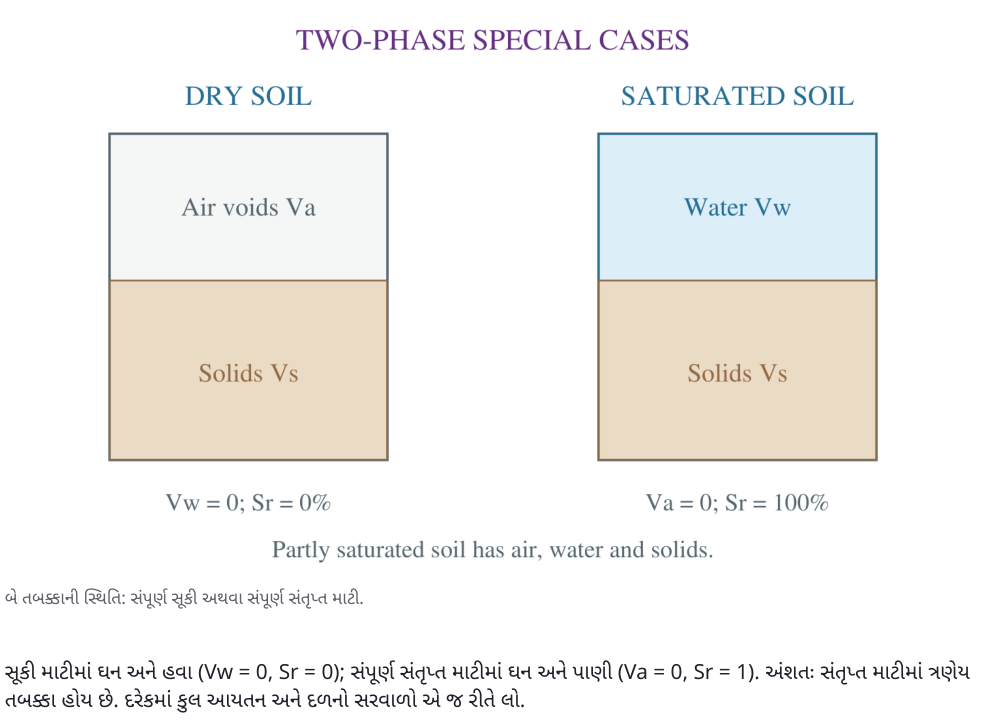 TWO-PHASE SPECIAL CASES
DRY SOIL
SATURATED SOIL
Air voids Va
Water Vw
Solids Vs
Solids Vs
Vw = 0; Sr = 0%
Va = 0; Sr = 100%
Partly saturated soil has air, water and solids.
બે તબક્કાની સ્થિતિ: સંપૂર્ણ સૂકી અથવા સંપૂર્ણ સંતૃપ્ત માટી.
સૂકી માટીમાં ઘન અને હવા (Vw = 0, Sr = 0); સંપૂર્ણ સંતૃપ્ત માટીમાં ઘન અને પાણી (Va = 0, Sr = 1). અંશતઃ સંતૃપ્ત માટીમાં ત્રણેય
તબક્કા હોય છે. દરેકમાં કુલ આયતન અને દળનો સરવાળો એ જ રીતે લો.